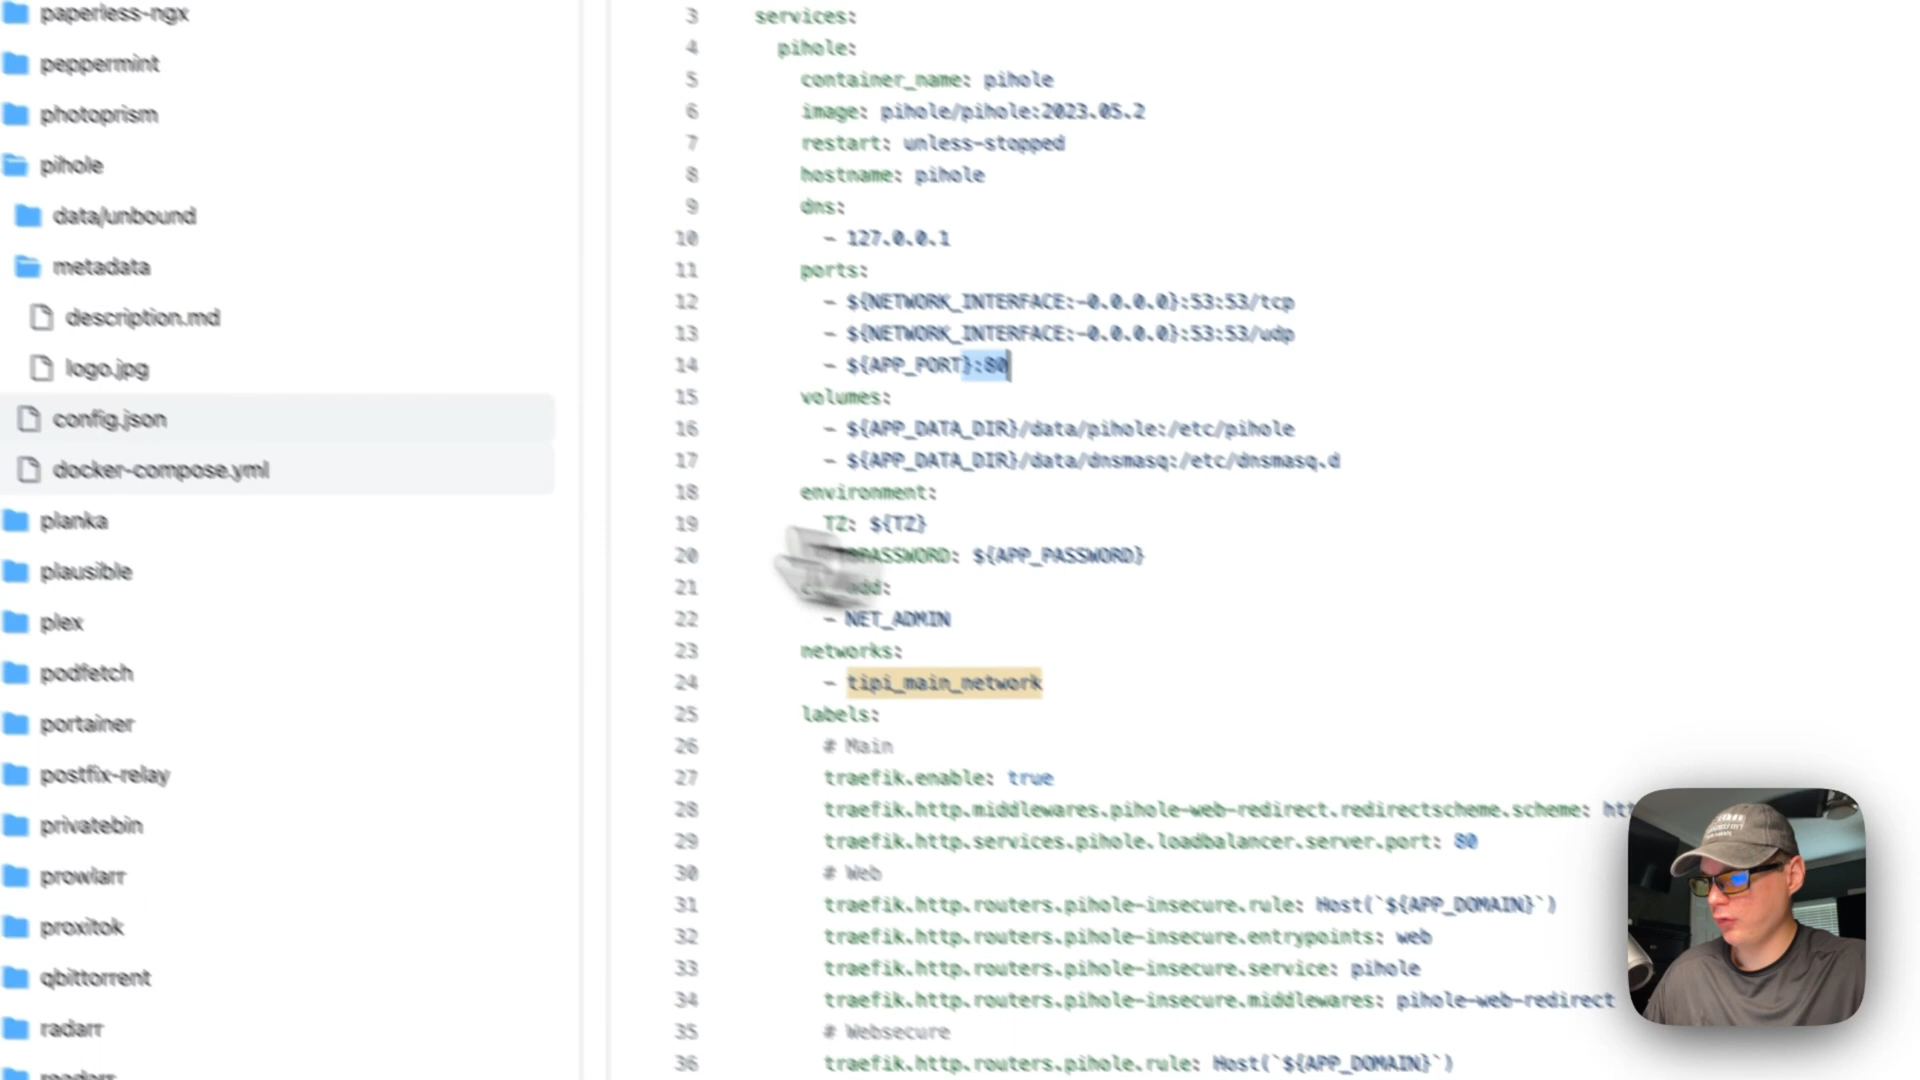 paperless-ngx
peppermint
photoprism
pihole
data/unbound
metadata
description.md
logo.jpg
config.json
docker-compose.yml
planka
plausible
plex
podfetch
portainer
postfix-relay
privatebin
prowlarr
proxitok
qbittorrent
radarr
3 services:
4 pihole:
5 container_name: pihole
6 image: pihole/pihole:2023.05.2
7 restart: unless-stopped
8 hostname: pihole
9 dns:
10 - 127.0.0.1
11 ports:
12 - ${NETWORK_INTERFACE:-0.0.0.0}:53:53/tcp
13 - ${NETWORK_INTERFACE:-0.0.0.0}:53:53/udp
14 - ${APP_PORT}:80
15 volumes:
16 - ${APP_DATA_DIR}/data/pihole:/etc/pihole
17 - ${APP_DATA_DIR}/data/dnsmasq:/etc/dnsmasq.d
18 environment:
19 TZ: ${TZ}
20 ${APP_PASSWORD}
21
22 - NET_ADMIN
23 networks:
24 - tipi_main_network
25 labels:
26 # Main
27 traefik.enable: true
28 traefik.http.middlewares.pihole-web-redirect.redirectscheme.scheme:
29 traefik.http.services.pihole.loadbalancer.server.port: 80
30 # Web
31 traefik.http.routers.pihole-insecure.rule: Host(`${APP_DOMAIN}`)
32 traefik.http.routers.pihole-insecure.entrypoints: web
33 traefik.http.routers.pihole-insecure.service: pihole
34 traefik.http.routers.pihole-insecure.middlewares: pihole-web-redirect
35 # Websecure
36 traefik.http.routers.pihole.rule: Host(`${APP_DOMAIN}`)